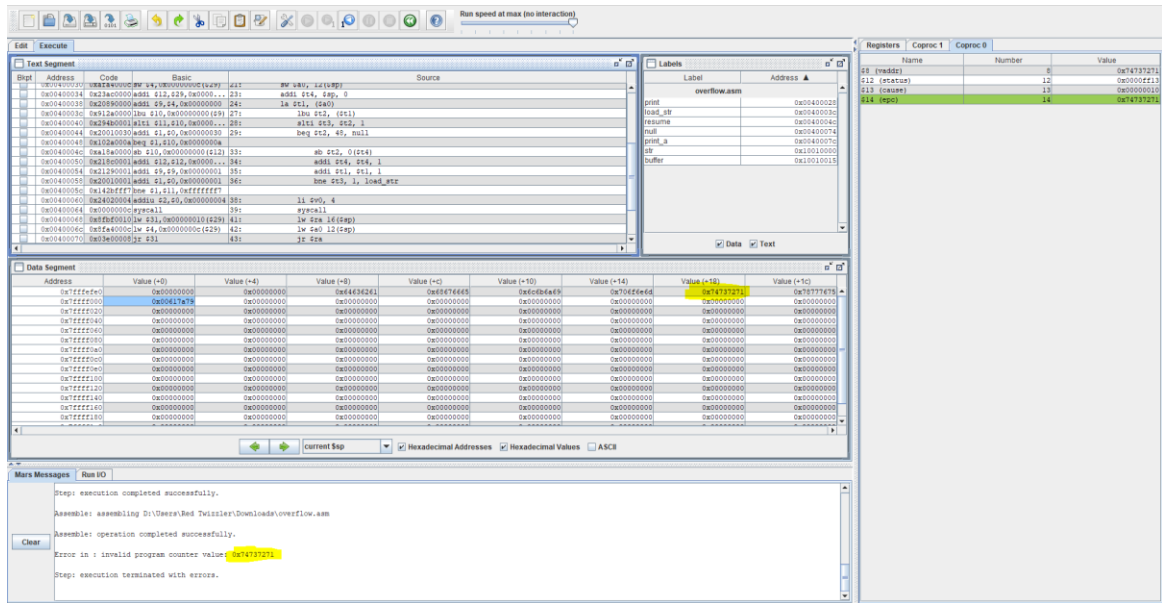 Run speed at max (no interaction)
Edit Execute
Registers Coproc 1 Coproc 0
Text Segment
Bkpt Address Code Basic Source
0x00400034 0x23ac0000 addi $12,$29,0x0000... 23: addi $t4, $sp, 0
0x00400038 0x20890000 addi $9,$4,0x00000000 24: la $t1, ($a0)
0x0040003c 0x912a0000 lbu $10,0x00000000($9) 27: lbu $t2, ($t1)
0x00400040 0x294b0001 slti $11,$10,0x0000... 28: slti $t3, $t2, 1
0x00400044 0x20010030 addi $1,$0,0x00000030 29: beq $t2, 48, null
0x00400048 0x102a000a beq $1,$10,0x0000000a
0x0040004c 0xa18a0000 sb $10,0x00000000($12) 33: sb $t2, 0($t4)
0x00400050 0x218c0001 addi $12,$12,0x0000... 34: addi $t4, $t4, 1
0x00400054 0x21290001 addi $9,$9,0x00000001 35: addi $t1, $t1, 1
0x00400058 0x20010001 addi $1,$0,0x00000001 36: bne $t3, 1, load_str
0x0040005c 0x142bfff7 bne $1,$11,0xfffffff7
0x00400060 0x24020004 addiu $2,$0,0x00000004 38: li $v0, 4
0x00400064 0x0000000c syscall 39: syscall
0x00400068 0x8fbf0010 lw $31,0x00000010($29) 41: lw $ra 16($sp)
0x0040006c 0x8fa4000c lw $4,0x0000000c($29) 42: lw $a0 12($sp)
0x00400070 0x03e00008 jr $31 43: jr $ra
Labels
Label Address ▲
overflow.asm
print 0x00400028
load_str 0x0040003c
resume 0x0040004c
null 0x00400074
print_a 0x0040007c
str 0x10010000
buffer 0x10010015
Data Text
Name Number Value
$8 (vaddr) 8 0x74737271
$12 (status) 12 0x0000ff13
$13 (cause) 13 0x00000010
$14 (epc) 14 0x74737271
Data Segment
Address Value (+0) Value (+4) Value (+8) Value (+c) Value (+10) Value (+14) Value (+18) Value (+1c)
0x7fffefe0 0x00000000 0x00000000 0x64636261 0x68676665 0x6c6b6a69 0x706f6e6d 0x74737271 0x78777675
0x7ffff000 0x00617a79 0x00000000 0x00000000 0x00000000 0x00000000 0x00000000 0x00000000 0x00000000
0x7ffff020 0x00000000 0x00000000 0x00000000 0x00000000 0x00000000 0x00000000 0x00000000 0x00000000
0x7ffff040 0x00000000 0x00000000 0x00000000 0x00000000 0x00000000 0x00000000 0x00000000 0x00000000
0x7ffff060 0x00000000 0x00000000 0x00000000 0x00000000 0x00000000 0x00000000 0x00000000 0x00000000
0x7ffff080 0x00000000 0x00000000 0x00000000 0x00000000 0x00000000 0x00000000 0x00000000 0x00000000
0x7ffff0a0 0x00000000 0x00000000 0x00000000 0x00000000 0x00000000 0x00000000 0x00000000 0x00000000
0x7ffff0c0 0x00000000 0x00000000 0x00000000 0x00000000 0x00000000 0x00000000 0x00000000 0x00000000
0x7ffff0e0 0x00000000 0x00000000 0x00000000 0x00000000 0x00000000 0x00000000 0x00000000 0x00000000
0x7ffff100 0x00000000 0x00000000 0x00000000 0x00000000 0x00000000 0x00000000 0x00000000 0x00000000
0x7ffff120 0x00000000 0x00000000 0x00000000 0x00000000 0x00000000 0x00000000 0x00000000 0x00000000
0x7ffff140 0x00000000 0x00000000 0x00000000 0x00000000 0x00000000 0x00000000 0x00000000 0x00000000
0x7ffff160 0x00000000 0x00000000 0x00000000 0x00000000 0x00000000 0x00000000 0x00000000 0x00000000
0x7ffff180 0x00000000 0x00000000 0x00000000 0x00000000 0x00000000 0x00000000 0x00000000 0x00000000
current $sp Hexadecimal Addresses Hexadecimal Values ASCII
Mars Messages Run I/O
Clear
Step: execution completed successfully.
Assemble: assembling D:\Users\Red Twizzler\Downloads\overflow.asm
Assemble: operation completed successfully.
Error in : invalid program counter value: 0x74737271
Step: execution terminated with errors.